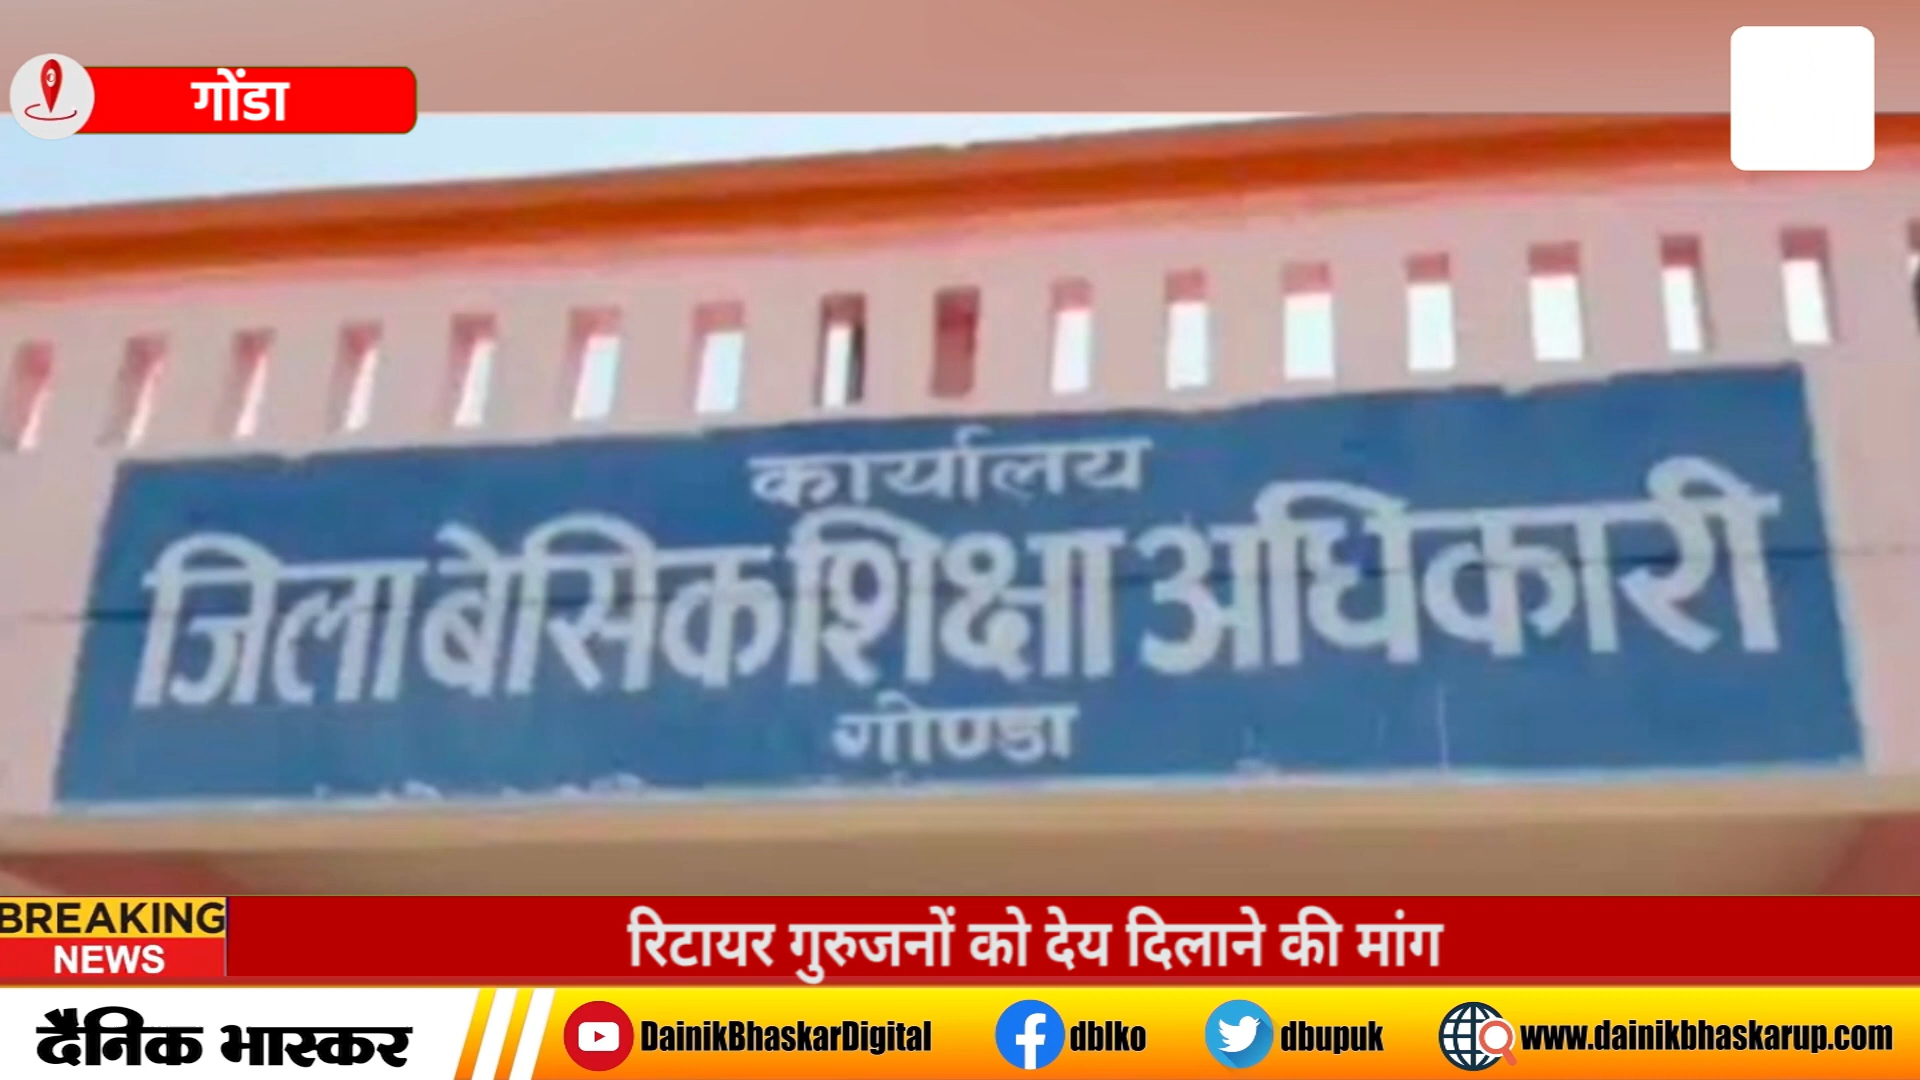 गोंडा
कार्यालय
जिला बेसिक शिक्षा अधिकारी
गोण्डा
BREAKING
NEWS
रिटायर गुरुजनों को देय दिलाने की मांग
दैनिक भास्कर
DainikBhaskarDigital
dblko
dbupuk
www.dainikbhaskarup.com